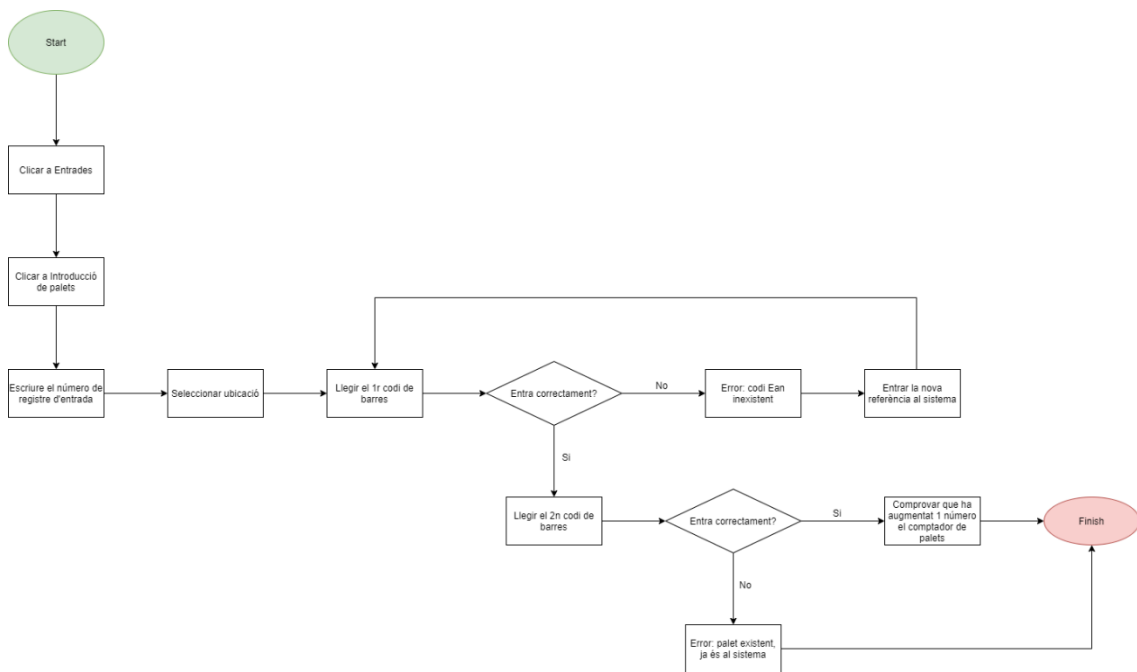 Start
Clicar a Entrades
Clicar a Introducció
de palets
Escriure el número de
registre d'entrada
Seleccionar ubicació
Llegir el 1r codi de
barres
Entra correctament?
No
Error: codi Ean
inexistent
Entrar la nova
referència al sistema
Si
Llegir el 2n codi de
barres
Entra correctament?
Si
Comprovar que ha
augmentat 1 número
el comptador de
palets
Finish
No
Error: palet existent,
ja és al sistema